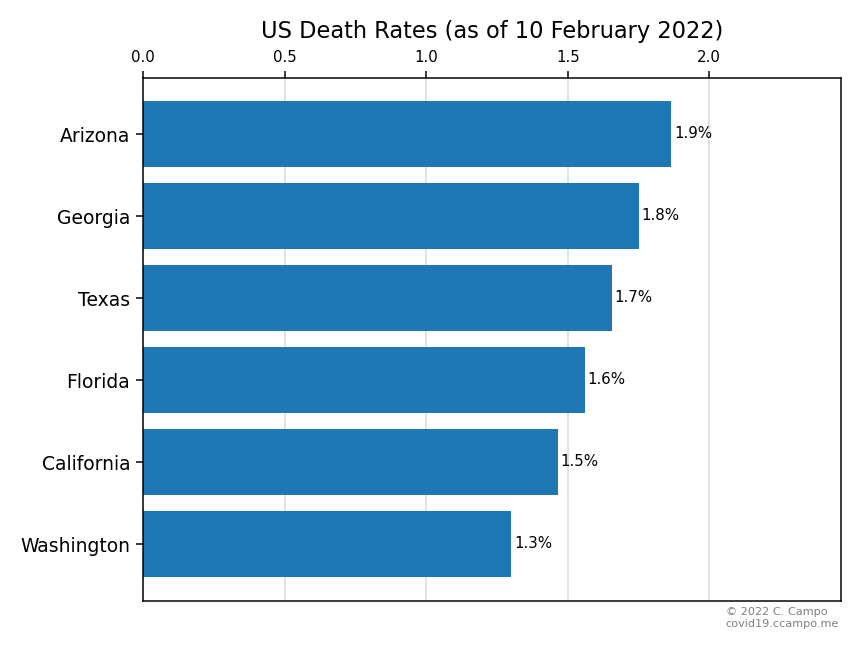 US Death Rates (as of 10 February 2022)
0.0 0.5 1.0 1.5 2.0
Arizona 1.9%
Georgia 1.8%
Texas 1.7%
Florida 1.6%
California 1.5%
Washington 1.3%
© 2022 C. Campo
covid19.ccampo.me